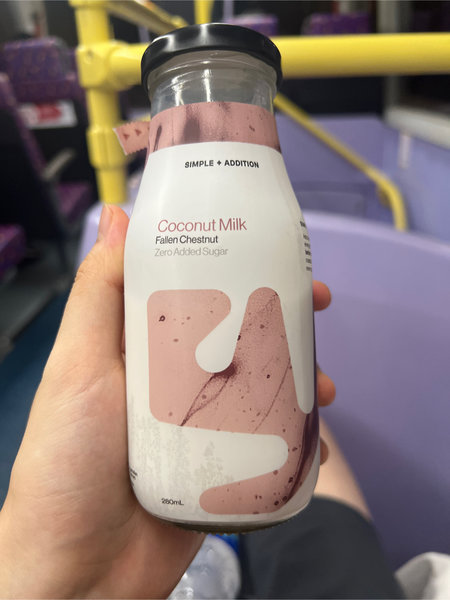 SIMPLE + ADDITION
Coconut Milk
Fallen Chestnut
Zero Added Sugar
280mL